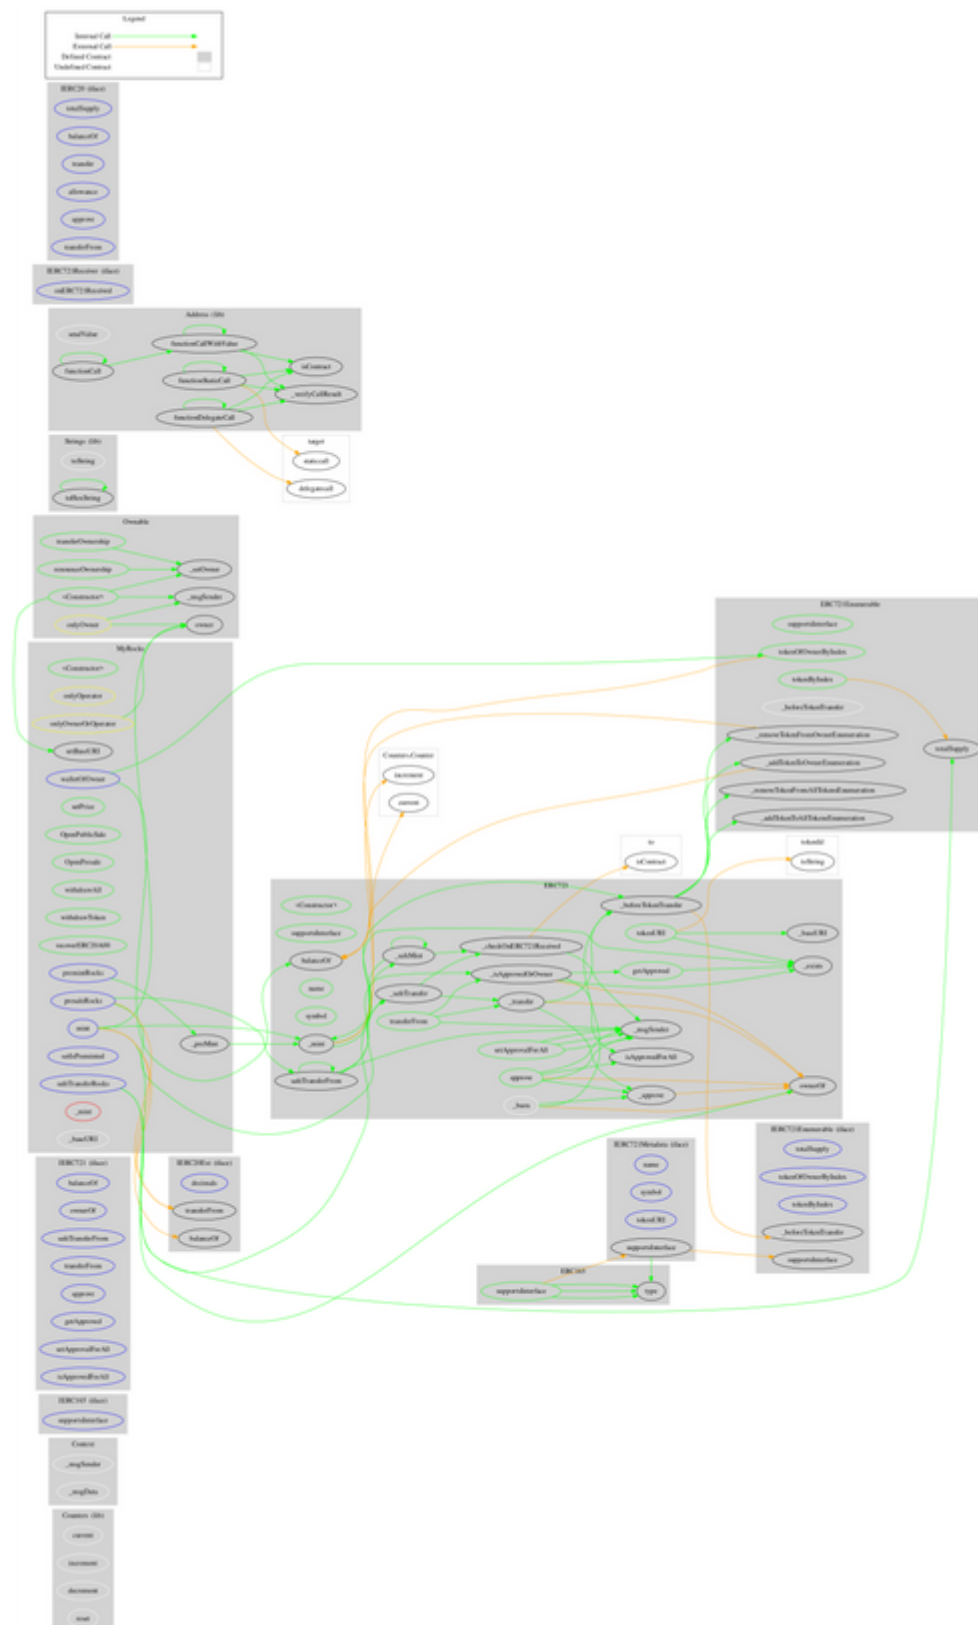 Legend
Internal Call
External Call
Defined Contract
Undefined Contract
IERC20 (iface)
totalSupply
balanceOf
transfer
allowance
approve
transferFrom
IERC721Receiver (iface)
onERC721Received
Address (lib)
sendValue
functionCall
functionCallWithValue
functionStaticCall
functionDelegateCall
isContract
_verifyCallResult
Strings (lib)
toString
toHexString
target
staticcall
delegatecall
Ownable
transferOwnership
renounceOwnership
<Constructor>
onlyOwner
_setOwner
_msgSender
owner
MyRocks
<Constructor>
onlyOperator
onlyOwnerOrOperator
setBaseURI
walletOfOwner
setPrice
OpenPublicSale
OpenPresale
withdrawAll
withdrawToken
premintRocks
presaleRocks
mint
safeTransferRocks
_mint
_baseURI
_preMint
Counters.Counter
increment
current
ERC721Enumerable
supportsInterface
tokenOfOwnerByIndex
tokenByIndex
_beforeTokenTransfer
_removeTokenFromOwnerEnumeration
_addTokenToOwnerEnumeration
_removeTokenFromAllTokensEnumeration
_addTokenToAllTokensEnumeration
totalSupply
to
isContract
tokenId
toString
ERC721
<Constructor>
supportsInterface
balanceOf
name
symbol
_mint
safeTransferFrom
_safeMint
_safeTransfer
transferFrom
_checkOnERC721Received
_isApprovedOrOwner
_transfer
setApprovalForAll
approve
_burn
_beforeTokenTransfer
tokenURI
getApproved
_msgSender
isApprovedForAll
_approve
_baseURI
_exists
ownerOf
IERC721 (iface)
balanceOf
ownerOf
safeTransferFrom
transferFrom
approve
getApproved
setApprovalForAll
isApprovedForAll
decimals
transferFrom
balanceOf
IERC721Metadata (iface)
name
symbol
tokenURI
supportsInterface
IERC721Enumerable (iface)
totalSupply
tokenOfOwnerByIndex
tokenByIndex
_beforeTokenTransfer
supportsInterface
ERC165
supportsInterface
type
IERC165 (iface)
supportsInterface
Context
_msgSender
_msgData
Counters (lib)
current
increment
decrement
reset